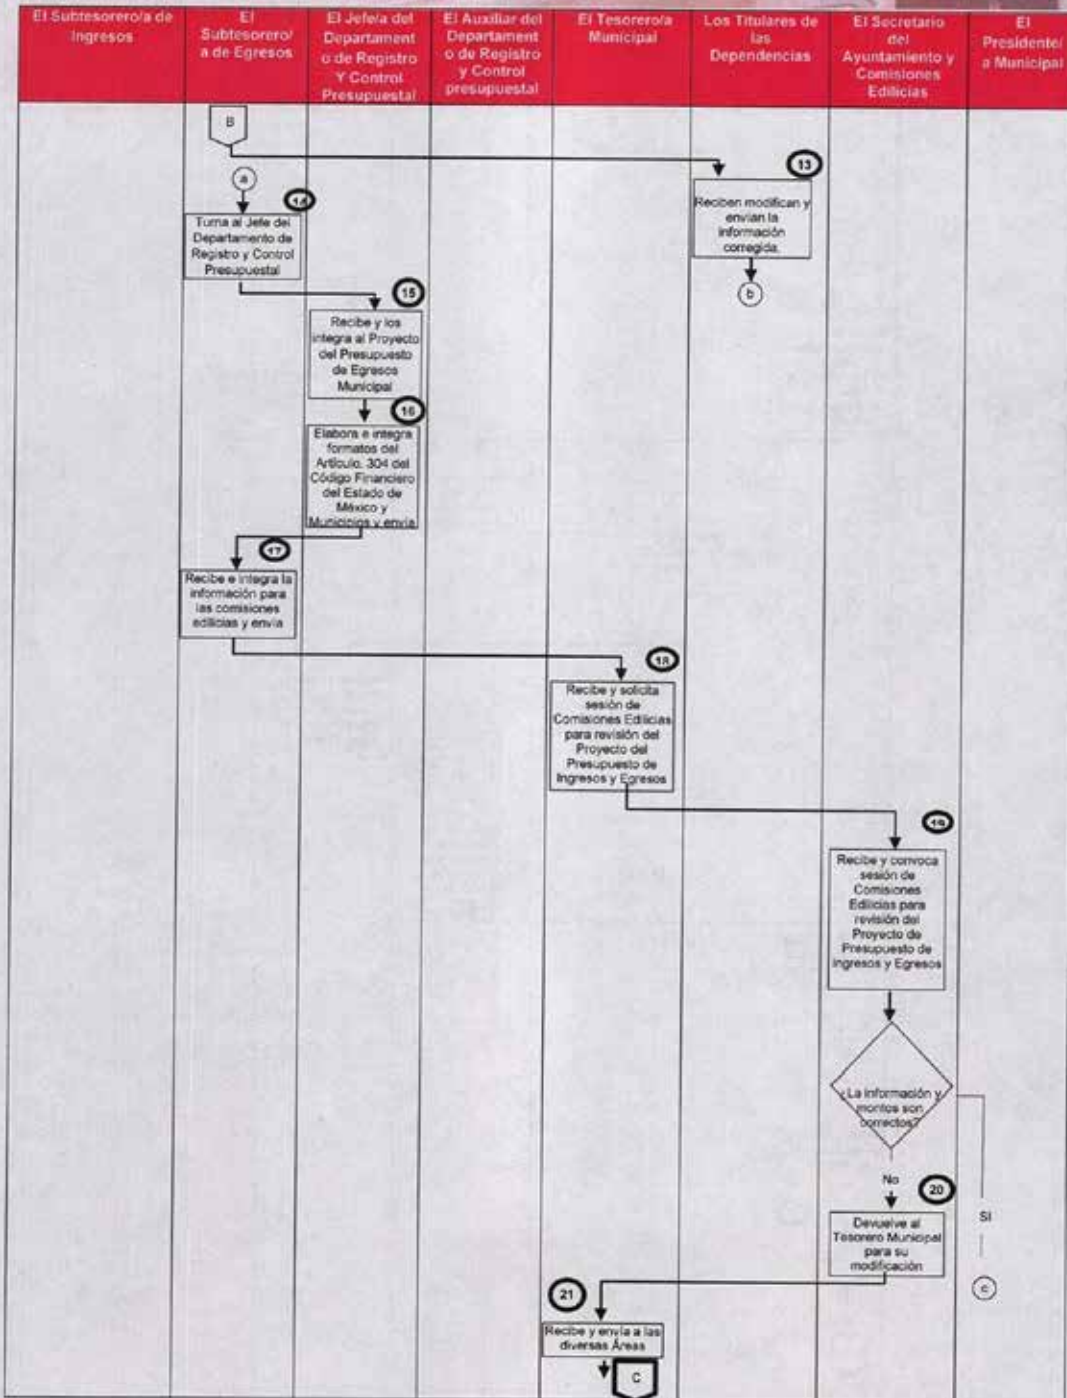 El Subtesorero/a de
Ingresos
El
Subtesorero/
a de Egresos
El Jefe/a del
Departament
o de Registro
Y Control
Presupuestal
El Auxiliar del
Departament
o de Registro
y Control
presupuestal
El Tesorero/a
Municipal
Los Titulares de
las
Dependencias
El Secretario
del
Ayuntamiento y
Comisiones
Edilicias
El
Presidente/
a Municipal
B
13
Reciben modifican y
envían la
información
corregida.
b
a
14
Turna al Jefe del
Departamento de
Registro y Control
Presupuestal
15
Recibe y los
integra al Proyecto
del Presupuesto
de Egresos
Municipal
16
Elabora e integra
formatos del
Artículo. 304 del
Código Financiero
del Estado de
México y
Municipios y envía
17
Recibe e integra la
información para
las comisiones
edilicias y envía
18
Recibe y solicita
sesión de
Comisiones Edilicias
para revisión del
Proyecto del
Presupuesto de
Ingresos y Egresos
19
Recibe y convoca
sesión de
Comisiones
Edilicias para
revisión del
Proyecto de
Presupuesto de
Ingresos y Egresos
¿La información y
montos son
correctos?
No
20
SI
Devuelve al
Tesorero Municipal
para su
modificación
c
21
Recibe y envía a las
diversas Áreas
C